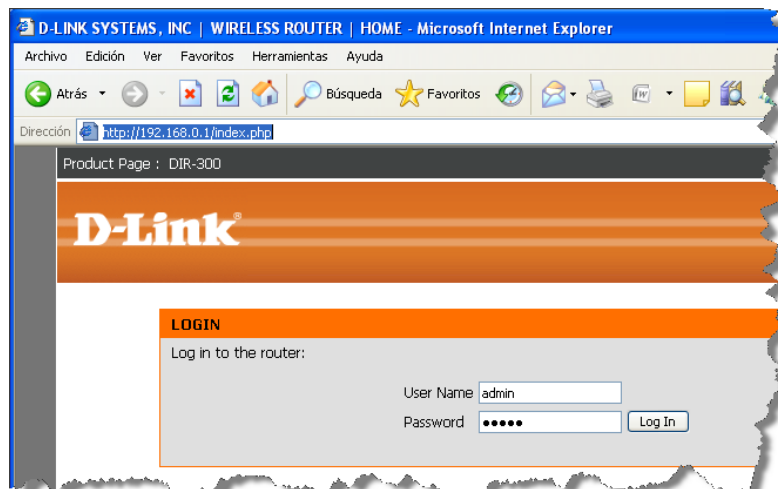 D-LINK SYSTEMS, INC | WIRELESS ROUTER | HOME - Microsoft Internet Explorer
Archivo Edición Ver Favoritos Herramientas Ayuda
Atrás Búsqueda Favoritos
Dirección http://192.168.0.1/index.php
Product Page : DIR-300
D-Link®
LOGIN
Log in to the router:
User Name admin
Password ●●●●● Log In